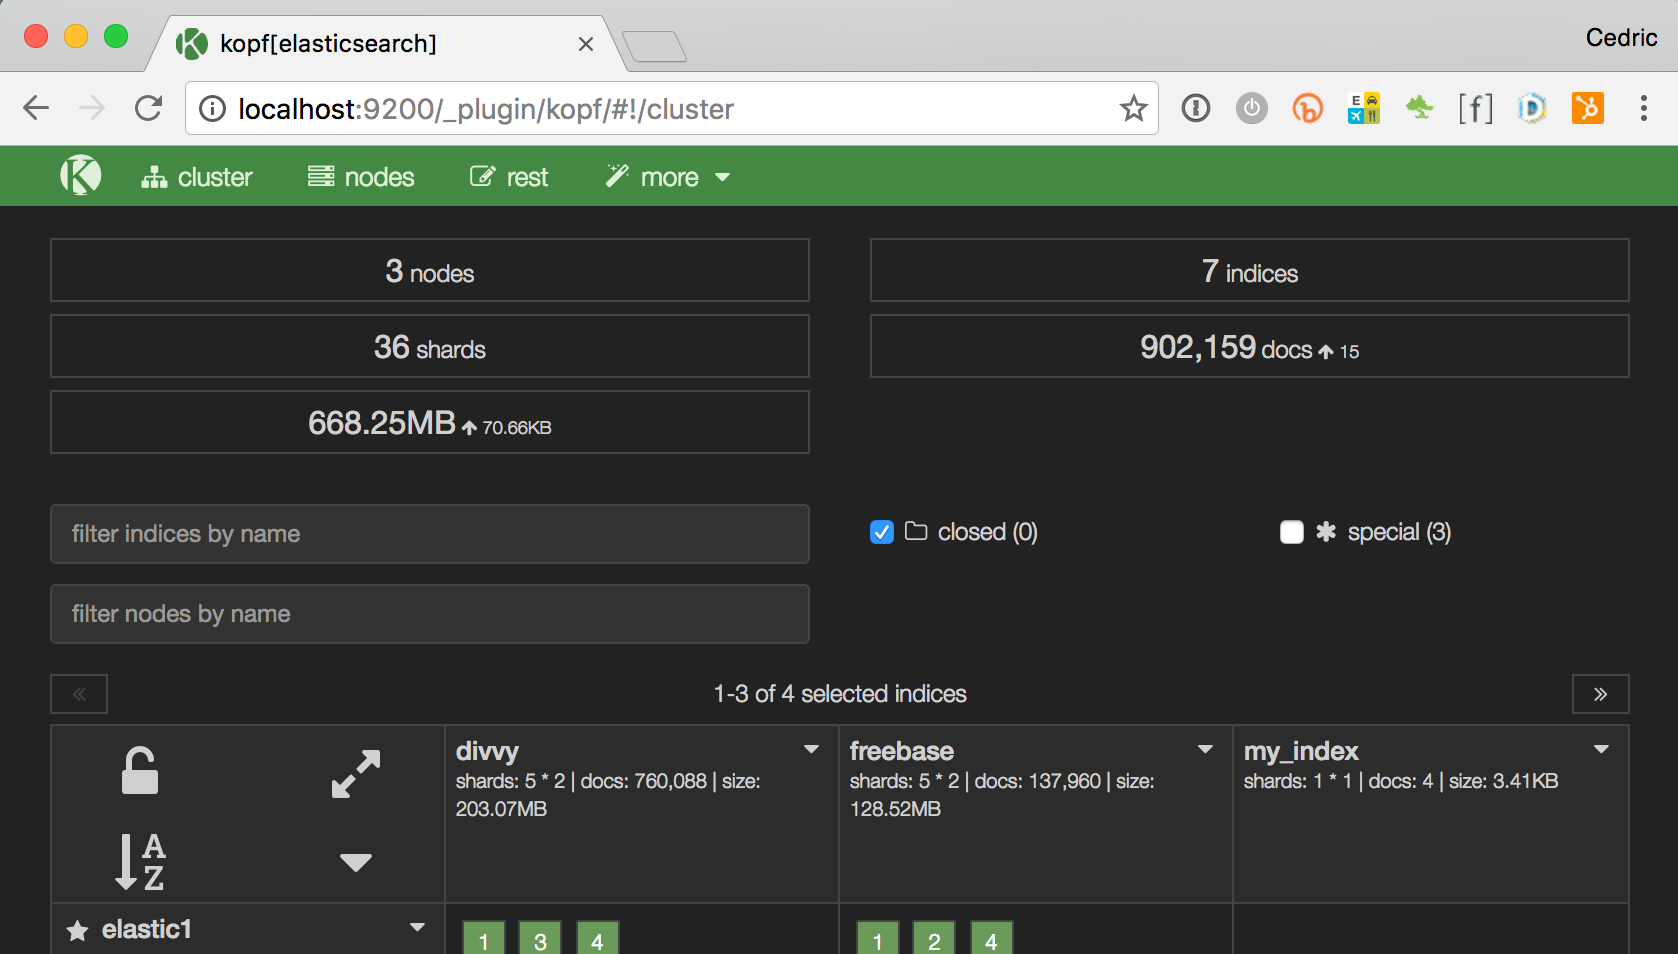 kopf[elasticsearch]
Cedric
localhost:9200/_plugin/kopf/#!/cluster
cluster nodes rest more
3 nodes
7 indices
36 shards
902,159 docs 15
668.25MB 70.66KB
filter indices by name
closed (0)
special (3)
filter nodes by name
1-3 of 4 selected indices
divvy
shards: 5 * 2 | docs: 760,088 | size:
203.07MB
freebase
shards: 5 * 2 | docs: 137,960 | size:
128.52MB
my_index
shards: 1 * 1 | docs: 4 | size: 3.41KB
A
Z
elastic1
1 3 4
1 2 4